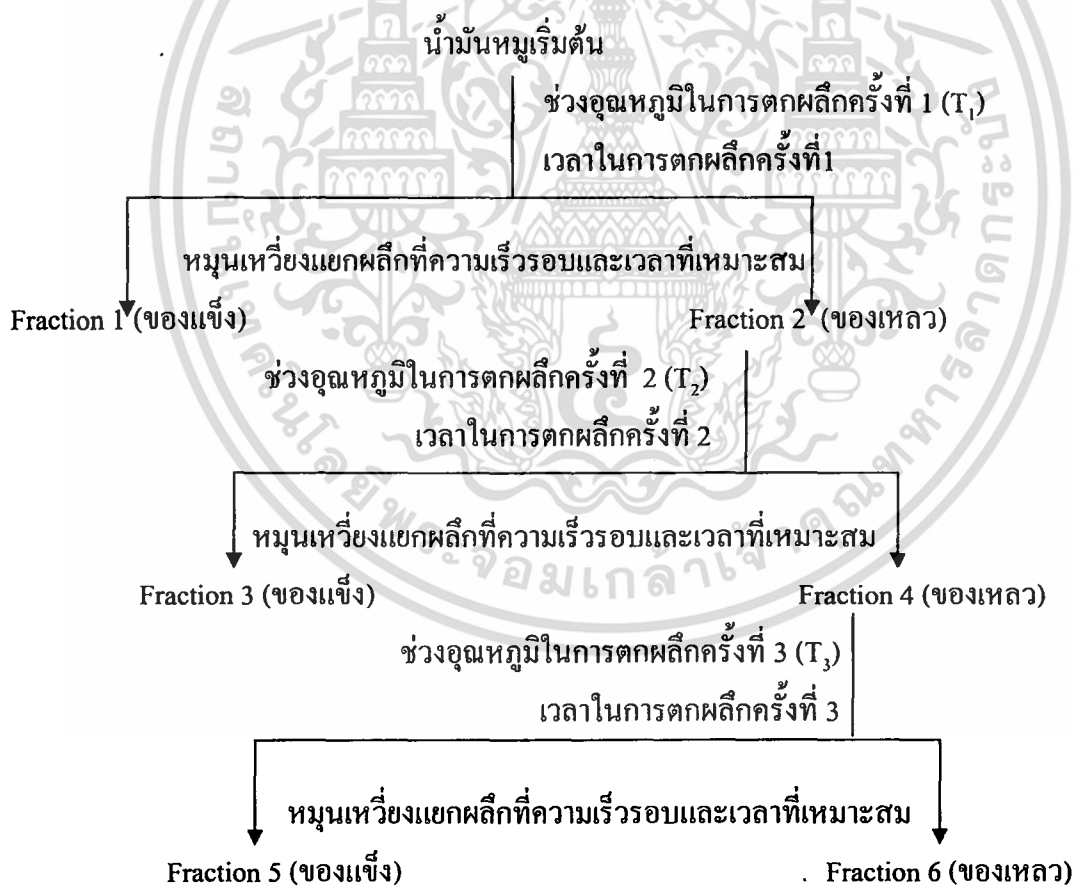 น้ำมันหมูเริ่มต้น
ช่วงอุณหภูมิในการตกผลึกครั้งที่ 1 (T₁)
เวลาในการตกผลึกครั้งที่1
หมุนเหวี่ยงแยกผลึกที่ความเร็วรอบและเวลาที่เหมาะสม
Fraction 1 (ของแข็ง)
Fraction 2 (ของเหลว)
ช่วงอุณหภูมิในการตกผลึกครั้งที่ 2 (T₂)
เวลาในการตกผลึกครั้งที่ 2
หมุนเหวี่ยงแยกผลึกที่ความเร็วรอบและเวลาที่เหมาะสม
Fraction 3 (ของแข็ง)
Fraction 4 (ของเหลว)
ช่วงอุณหภูมิในการตกผลึกครั้งที่ 3 (T₃)
เวลาในการตกผลึกครั้งที่ 3
หมุนเหวี่ยงแยกผลึกที่ความเร็วรอบและเวลาที่เหมาะสม
Fraction 5 (ของแข็ง)
Fraction 6 (ของเหลว)